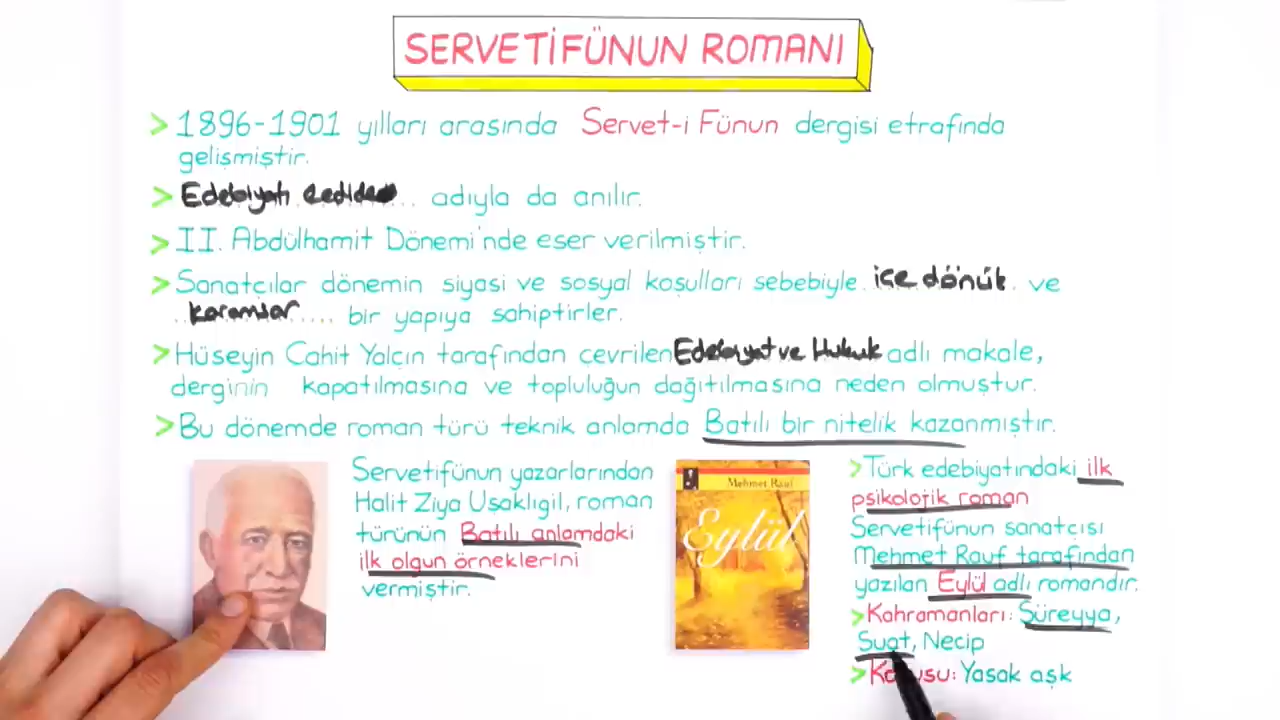 SERVETİFÜNUN ROMANI
> 1896-1901 yılları arasında Servet-i Fünun dergisi etrafında
gelişmiştir.
> Edebiyatı cedide adıyla da anılır.
> II. Abdülhamit Dönemi'nde eser verilmiştir.
> Sanatçılar dönemin siyasi ve sosyal koşulları sebebiyle içe dönük ve
karamsar bir yapıya sahiptirler.
> Hüseyin Cahit Yalçın tarafından çevrilen Edebiyat ve Hukuk adlı makale,
derginin kapatılmasına ve topluluğun dağıtılmasına neden olmuştur.
> Bu dönemde roman türü teknik anlamda Batılı bir nitelik kazanmıştır.
Servetifünun yazarlarından
Halit Ziya Uşaklıgil, roman
türünün Batılı anlamdaki
ilk olgun örneklerini
vermiştir.
Mehmet Rauf
Eylül
> Türk edebiyatındaki ilk
psikolojik roman
Servetifünun sanatçısı
Mehmet Rauf tarafından
yazılan Eylül adlı romandır.
> Kahramanları: Süreyya,
Suat, Necip
> Konusu: Yasak aşk